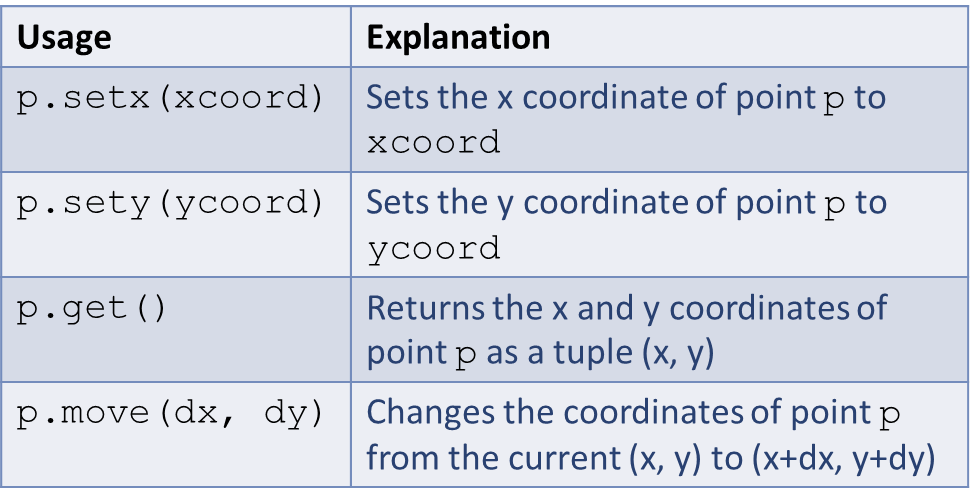 Usage Explanation
p.setx(xcoord) Sets the x coordinate of point p to
xcoord
p.sety(ycoord) Sets the y coordinate of point p to
ycoord
p.get() Returns the x and y coordinates of
point p as a tuple (x, y)
p.move(dx, dy) Changes the coordinates of point p
from the current (x, y) to (x+dx, y+dy)